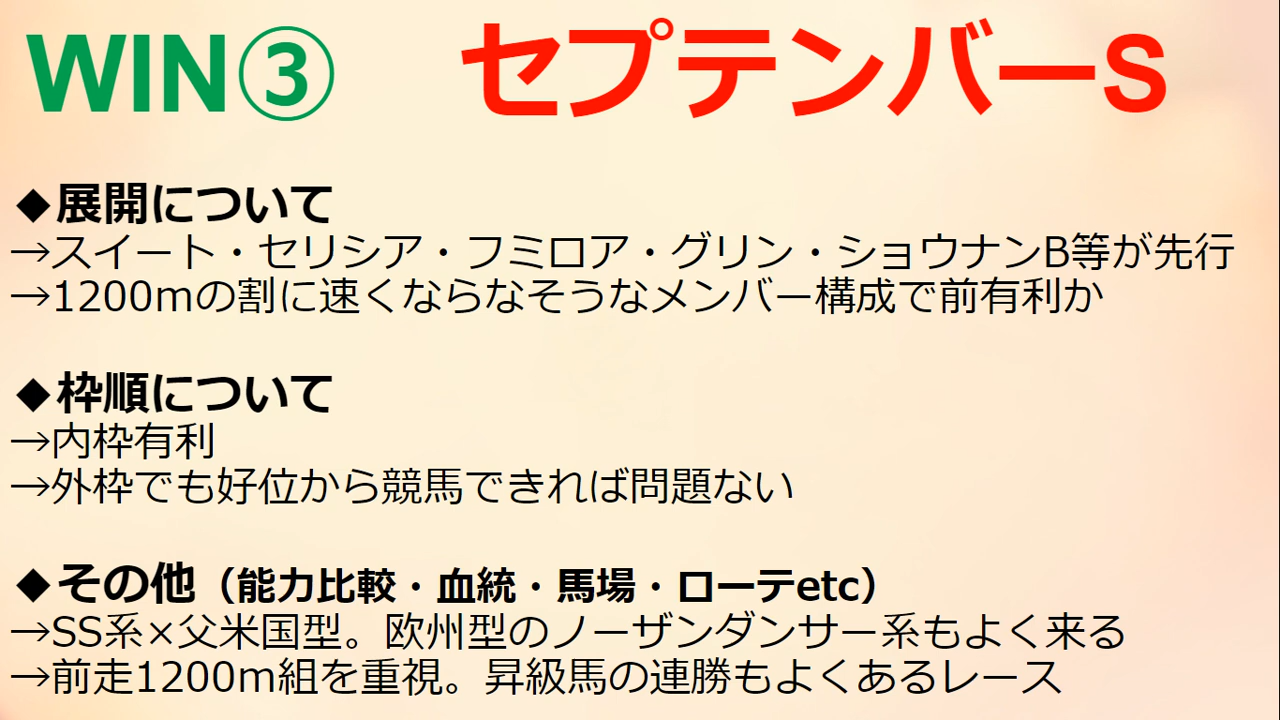 WIN③ セプテンバーS
◆展開について
→スイート・セリシア・フミロア・グリン・ショウナンB等が先行
→1200mの割に速くならなそうなメンバー構成で前有利か
◆枠順について
→内枠有利
→外枠でも好位から競馬できれば問題ない
◆その他（能力比較・血統・馬場・ローテetc）
→SS系×父米国型。欧州型のノーザンダンサー系もよく来る
→前走1200m組を重視。昇級馬の連勝もよくあるレース